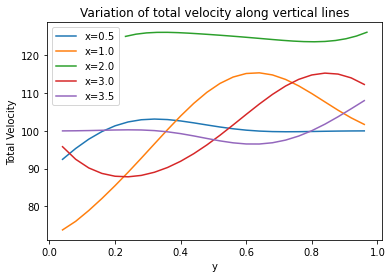 Variation of total velocity along vertical lines
x=0.5
x=1.0
x=2.0
x=3.0
x=3.5
Total Velocity
120
110
100
90
80
0.0
0.2
0.4
0.6
0.8
1.0
y